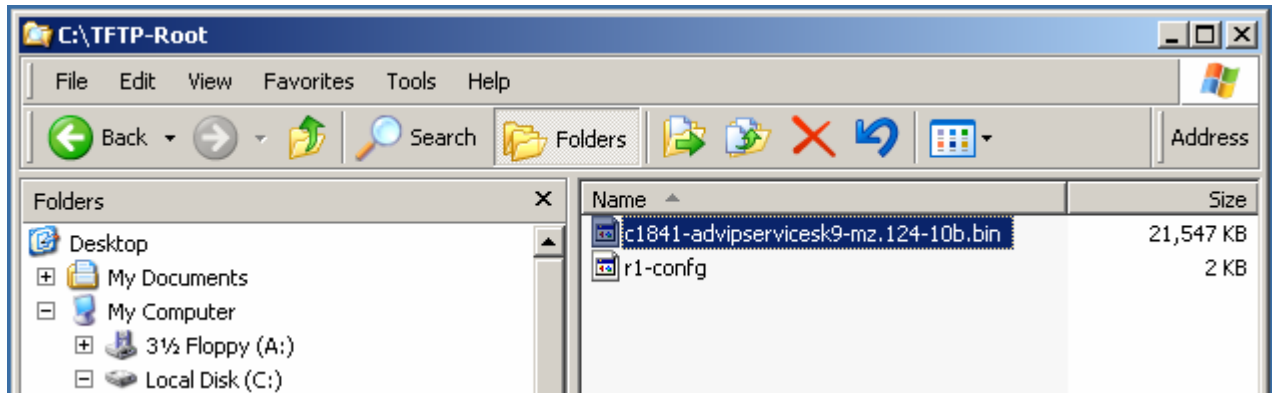 C:\TFTP-Root
File Edit View Favorites Tools Help
Back Search Folders Address
Folders
Name Size
Desktop
c1841-advipservicesk9-mz.124-10b.bin 21,547 KB
My Documents
r1-confg 2 KB
My Computer
3½ Floppy (A:)
Local Disk (C:)